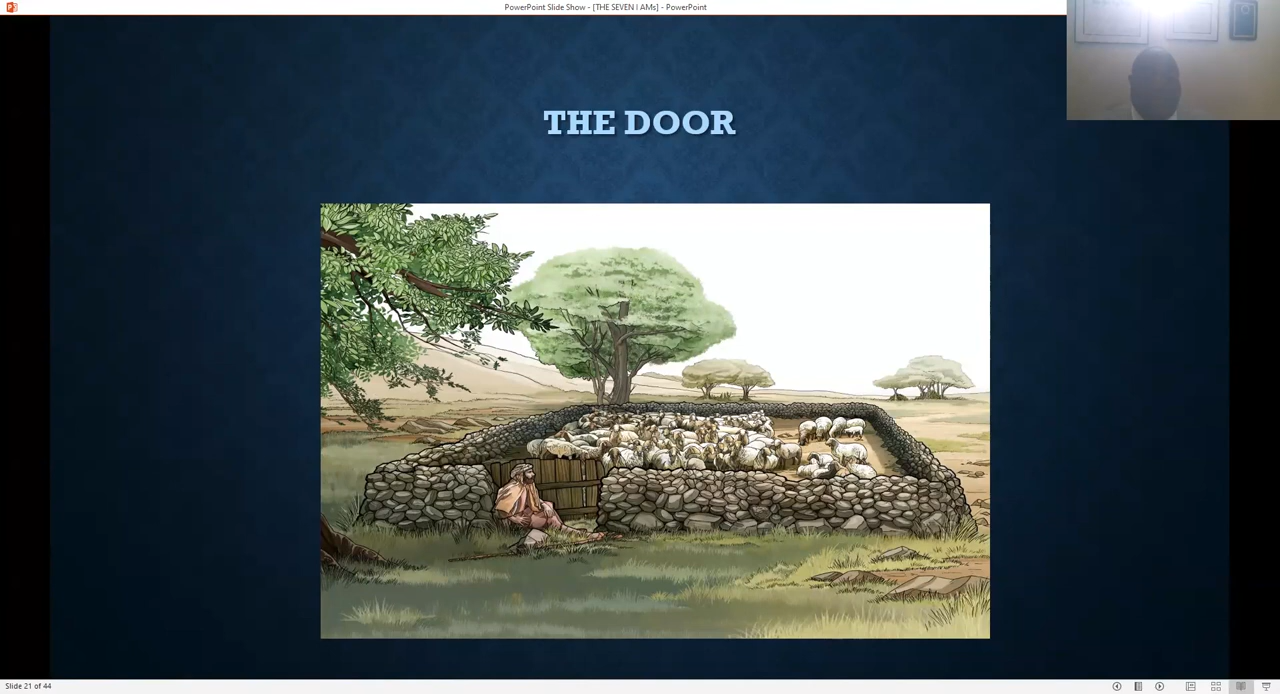 PowerPoint Slide Show - [THE SEVEN I AMs] - PowerPoint
THE DOOR
Slide 21 of 44